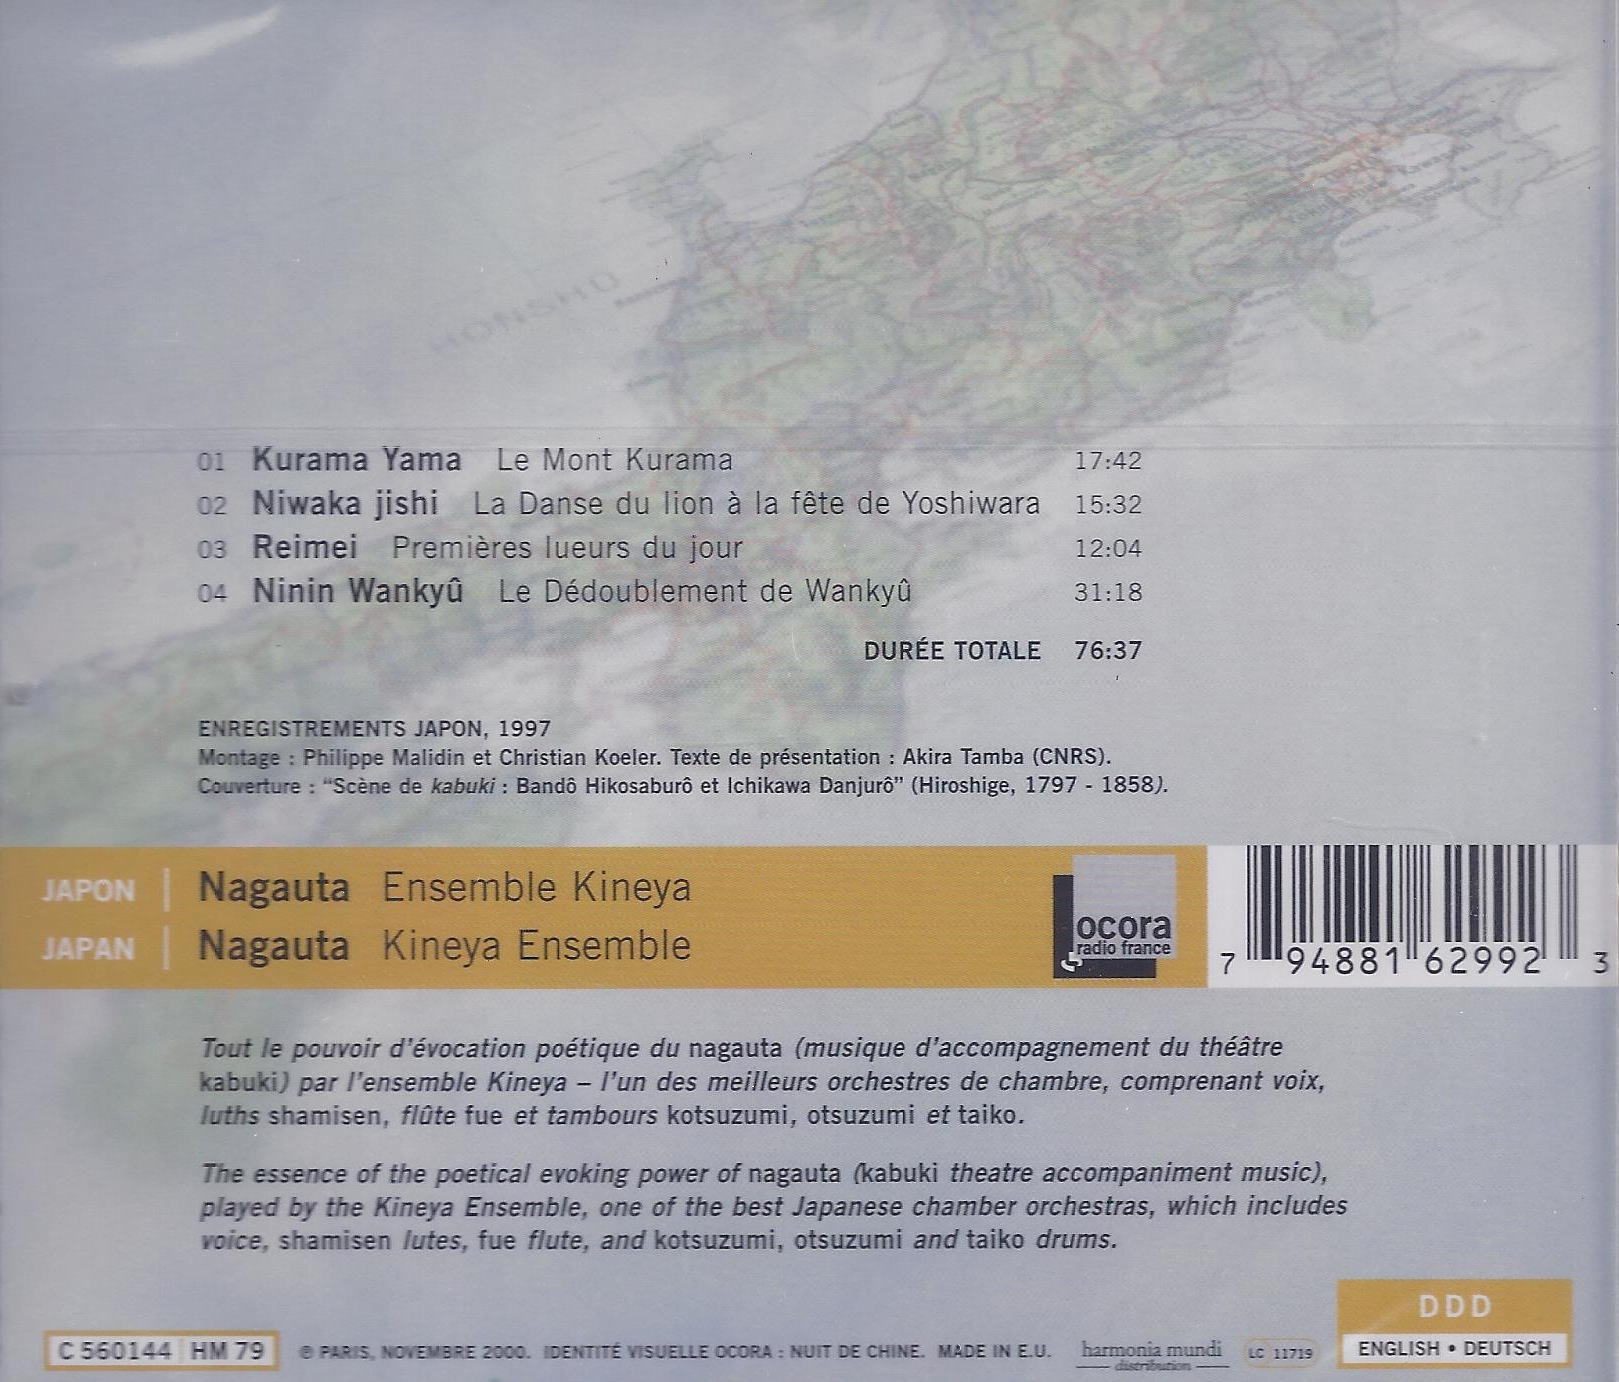 HONSHO
01 Kurama Yama Le Mont Kurama 17:42
02 Niwaka jishi La Danse du lion à la fête de Yoshiwara 15:32
03 Reimei Premières lueurs du jour 12:04
04 Ninin Wankyû Le Dédoublement de Wankyû 31:18
DURÉE TOTALE 76:37
ENREGISTREMENTS JAPON, 1997
Montage : Philippe Malidin et Christian Koeler. Texte de présentation : Akira Tamba (CNRS).
Couverture : “Scène de kabuki : Bandô Hikosaburô et Ichikawa Danjurô” (Hiroshige, 1797 - 1858).
JAPON Nagauta Ensemble Kineya
JAPAN Nagauta Kineya Ensemble
ocora
radio france
7 94881 62992 3
Tout le pouvoir d'évocation poétique du nagauta (musique d'accompagnement du théâtre
kabuki) par l'ensemble Kineya – l'un des meilleurs orchestres de chambre, comprenant voix,
luths shamisen, flûte fue et tambours kotsuzumi, otsuzumi et taiko.
The essence of the poetical evoking power of nagauta (kabuki theatre accompaniment music),
played by the Kineya Ensemble, one of the best Japanese chamber orchestras, which includes
voice, shamisen lutes, fue flute, and kotsuzumi, otsuzumi and taiko drums.
DDD
ENGLISH • DEUTSCH
C 560144 HM 79 ℗ PARIS, NOVEMBRE 2000. IDENTITÉ VISUELLE OCORA : NUIT DE CHINE. MADE IN E.U. harmonia mundi
distribution
LC 11719